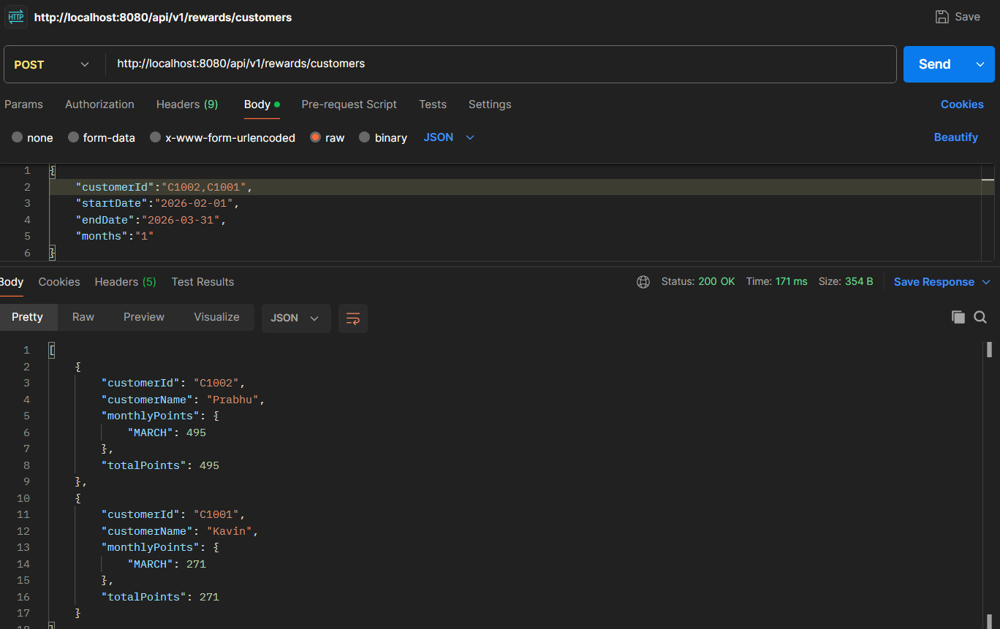 HTTP http://localhost:8080/api/v1/rewards/customers Save
POST http://localhost:8080/api/v1/rewards/customers Send
Params Authorization Headers (9) Body Pre-request Script Tests Settings Cookies
none form-data x-www-form-urlencoded raw binary JSON Beautify
1 {
2 "customerId":"C1002,C1001",
3 "startDate":"2026-02-01",
4 "endDate":"2026-03-31",
5 "months":"1"
6 }
Body Cookies Headers (5) Test Results Status: 200 OK Time: 171 ms Size: 354 B Save Response
Pretty Raw Preview Visualize JSON
1 [
2 {
3 "customerId": "C1002",
4 "customerName": "Prabhu",
5 "monthlyPoints": {
6 "MARCH": 495
7 },
8 "totalPoints": 495
9 },
10 {
11 "customerId": "C1001",
12 "customerName": "Kavin",
13 "monthlyPoints": {
14 "MARCH": 271
15 },
16 "totalPoints": 271
17 }
18 ]